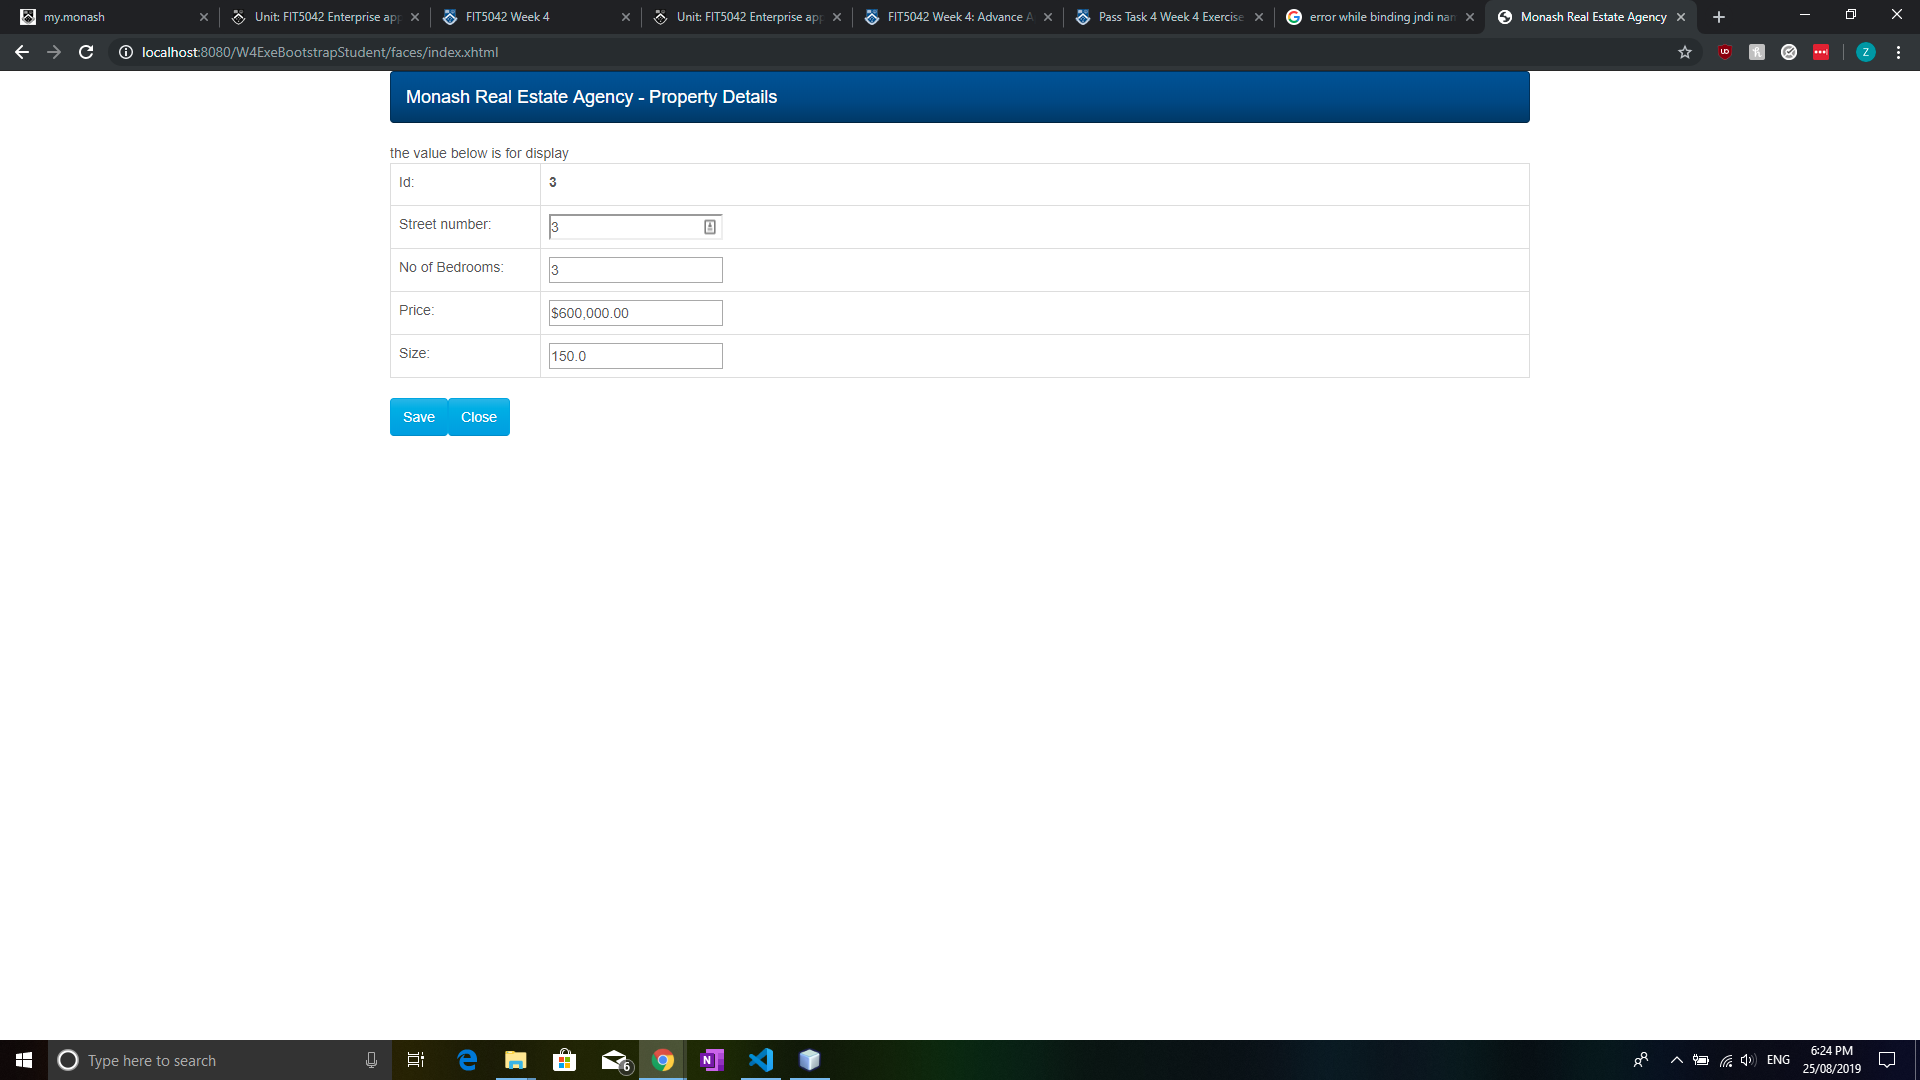 my.monash
Unit: FIT5042 Enterprise app
FIT5042 Week 4
Unit: FIT5042 Enterprise app
FIT5042 Week 4: Advance A
Pass Task 4 Week 4 Exercise
error while binding jndi nam
Monash Real Estate Agency
localhost:8080/W4ExeBootstrapStudent/faces/index.xhtml
Z
Monash Real Estate Agency - Property Details
the value below is for display
Id: 3
Street number: 3
No of Bedrooms: 3
Price: $600,000.00
Size: 150.0
Save Close
Type here to search
6
N
ENG
6:24 PM
25/08/2019